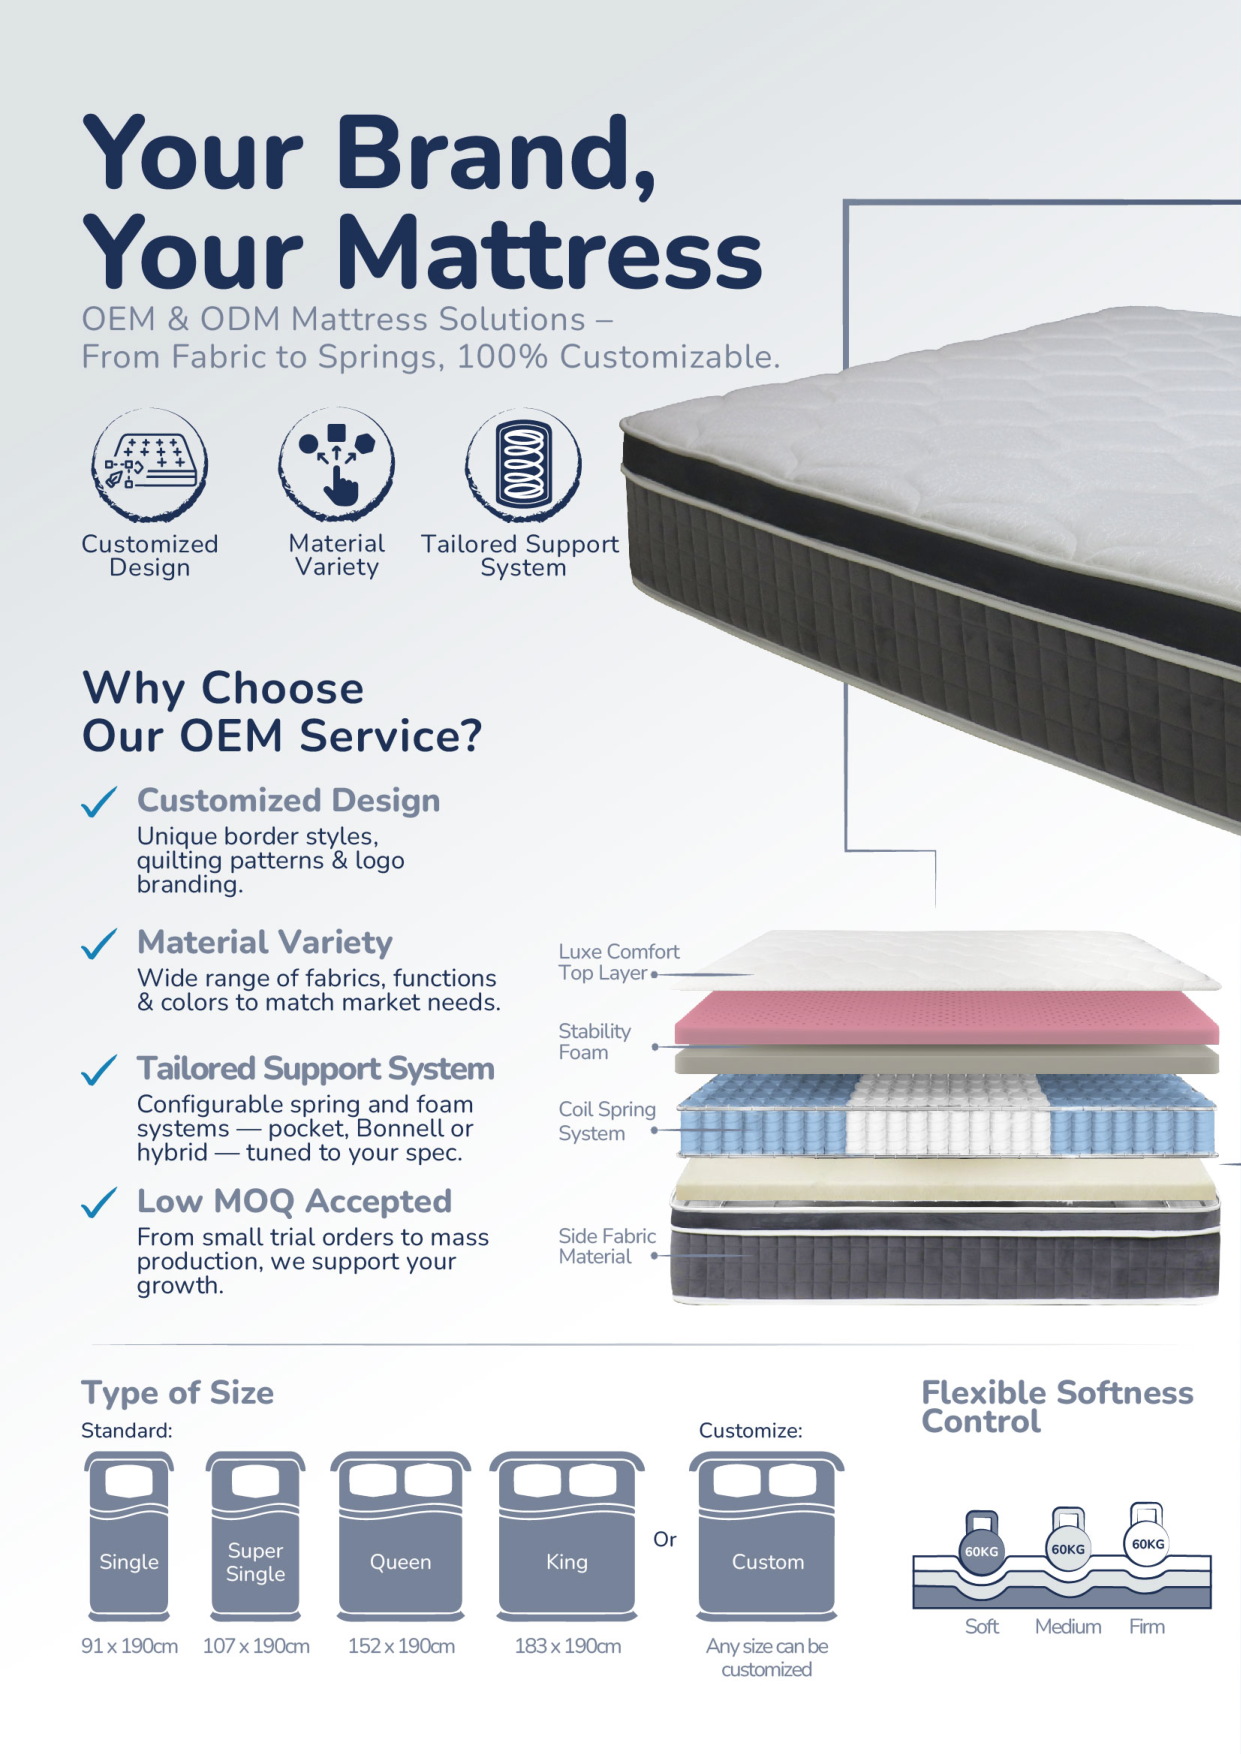 Your Brand,
Your Mattress
OEM & ODM Mattress Solutions –
From Fabric to Springs, 100% Customizable.
Customized
Design
Material
Variety
Tailored Support
System
Why Choose
Our OEM Service?
Customized Design
Unique border styles,
quilting patterns & logo
branding.
Material Variety
Wide range of fabrics, functions
& colors to match market needs.
Tailored Support System
Configurable spring and foam
systems — pocket, Bonnell or
hybrid — tuned to your spec.
Low MOQ Accepted
From small trial orders to mass
production, we support your
growth.
Luxe Comfort
Top Layer
Stability
Foam
Coil Spring
System
Side Fabric
Material
Type of Size
Standard:
Single
91 x 190cm
Super
Single
107 x 190cm
Queen
152 x 190cm
King
183 x 190cm
Or
Customize:
Custom
Any size can be
customized
Flexible Softness
Control
60KG
60KG
60KG
Soft
Medium
Firm